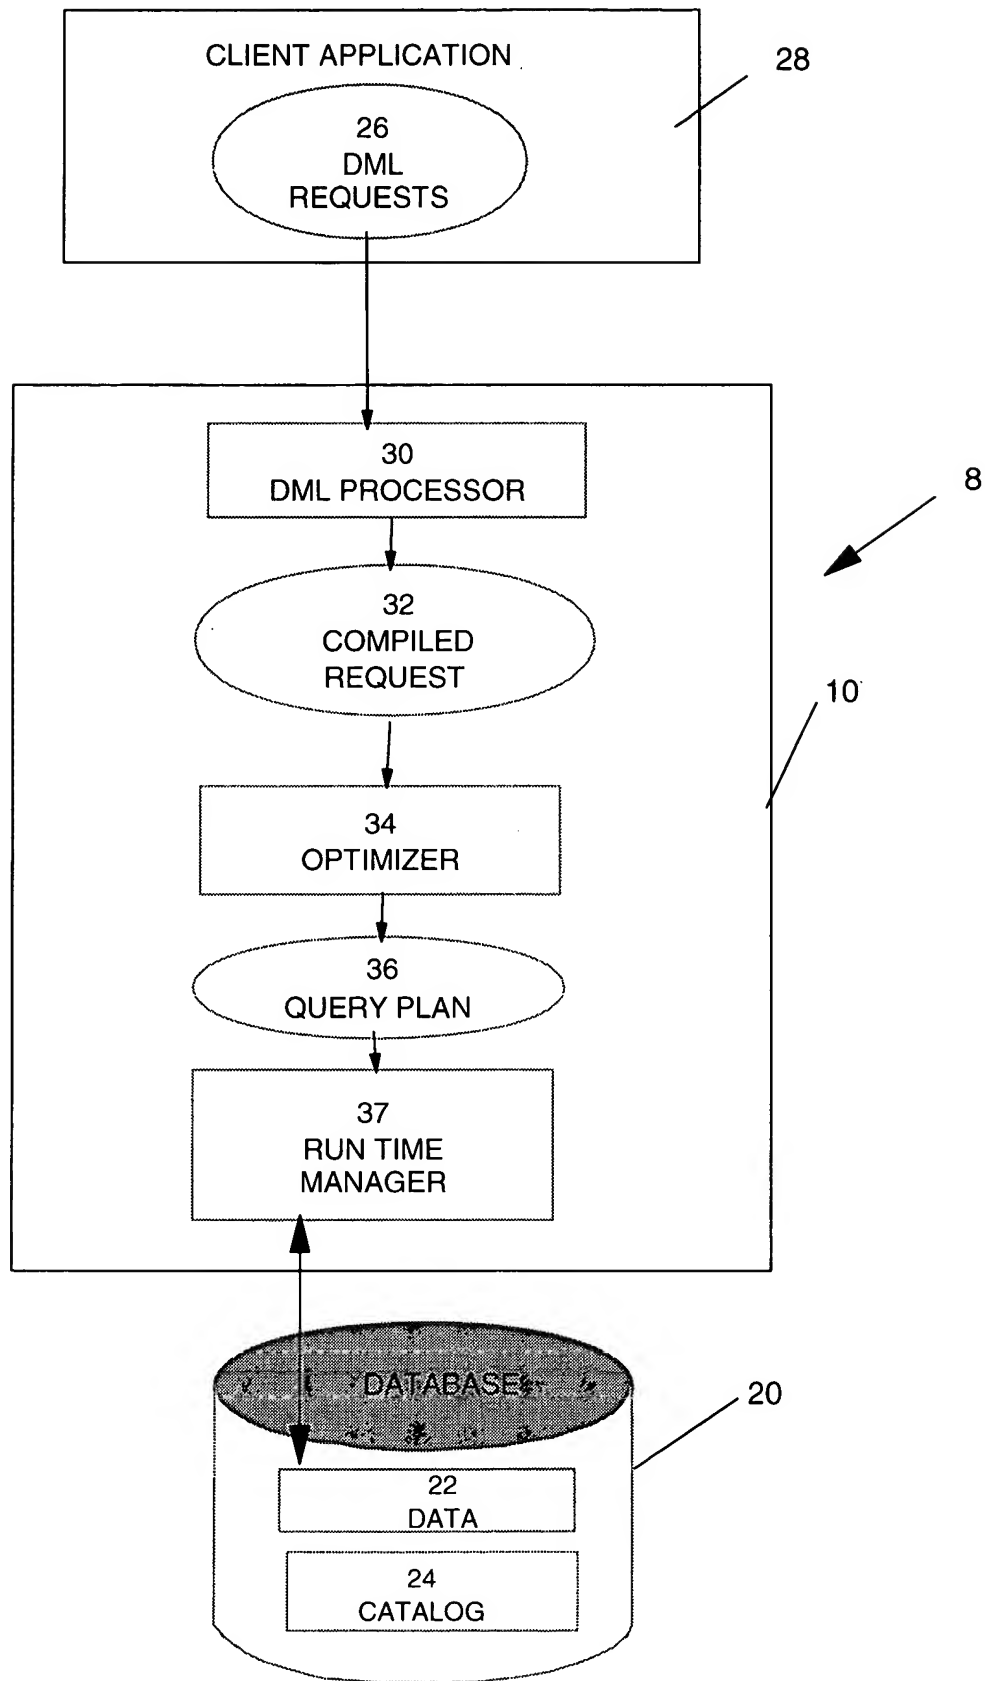 CLIENT APPLICATION
28
26
DML
REQUESTS
30
DML PROCESSOR
8
32
COMPILED
REQUEST
10
34
OPTIMIZER
36
QUERY PLAN
37
RUN TIME
MANAGER
DATABASE
20
22
DATA
24
CATALOG